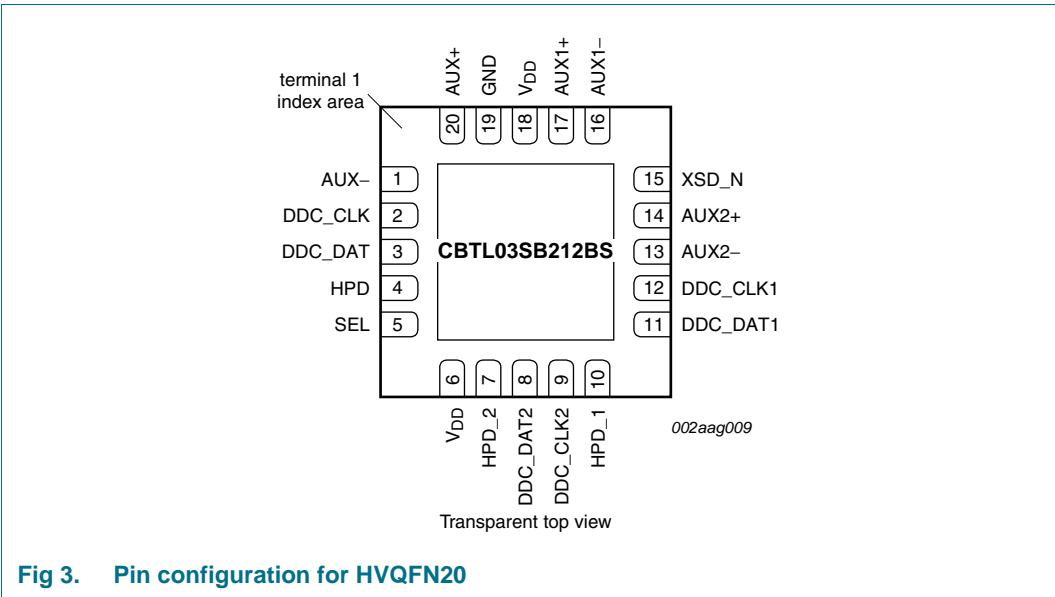 terminal 1
index area
AUX+
GND
VDD
AUX1+
AUX1−
20
19
18
17
16
AUX−
1
DDC_CLK
2
DDC_DAT
3
HPD
4
SEL
5
CBTL03SB212BS
15
XSD_N
14
AUX2+
13
AUX2−
12
DDC_CLK1
11
DDC_DAT1
6
7
8
9
10
VDD
HPD_2
DDC_DAT2
DDC_CLK2
HPD_1
002aag009
Transparent top view
Fig 3. Pin configuration for HVQFN20